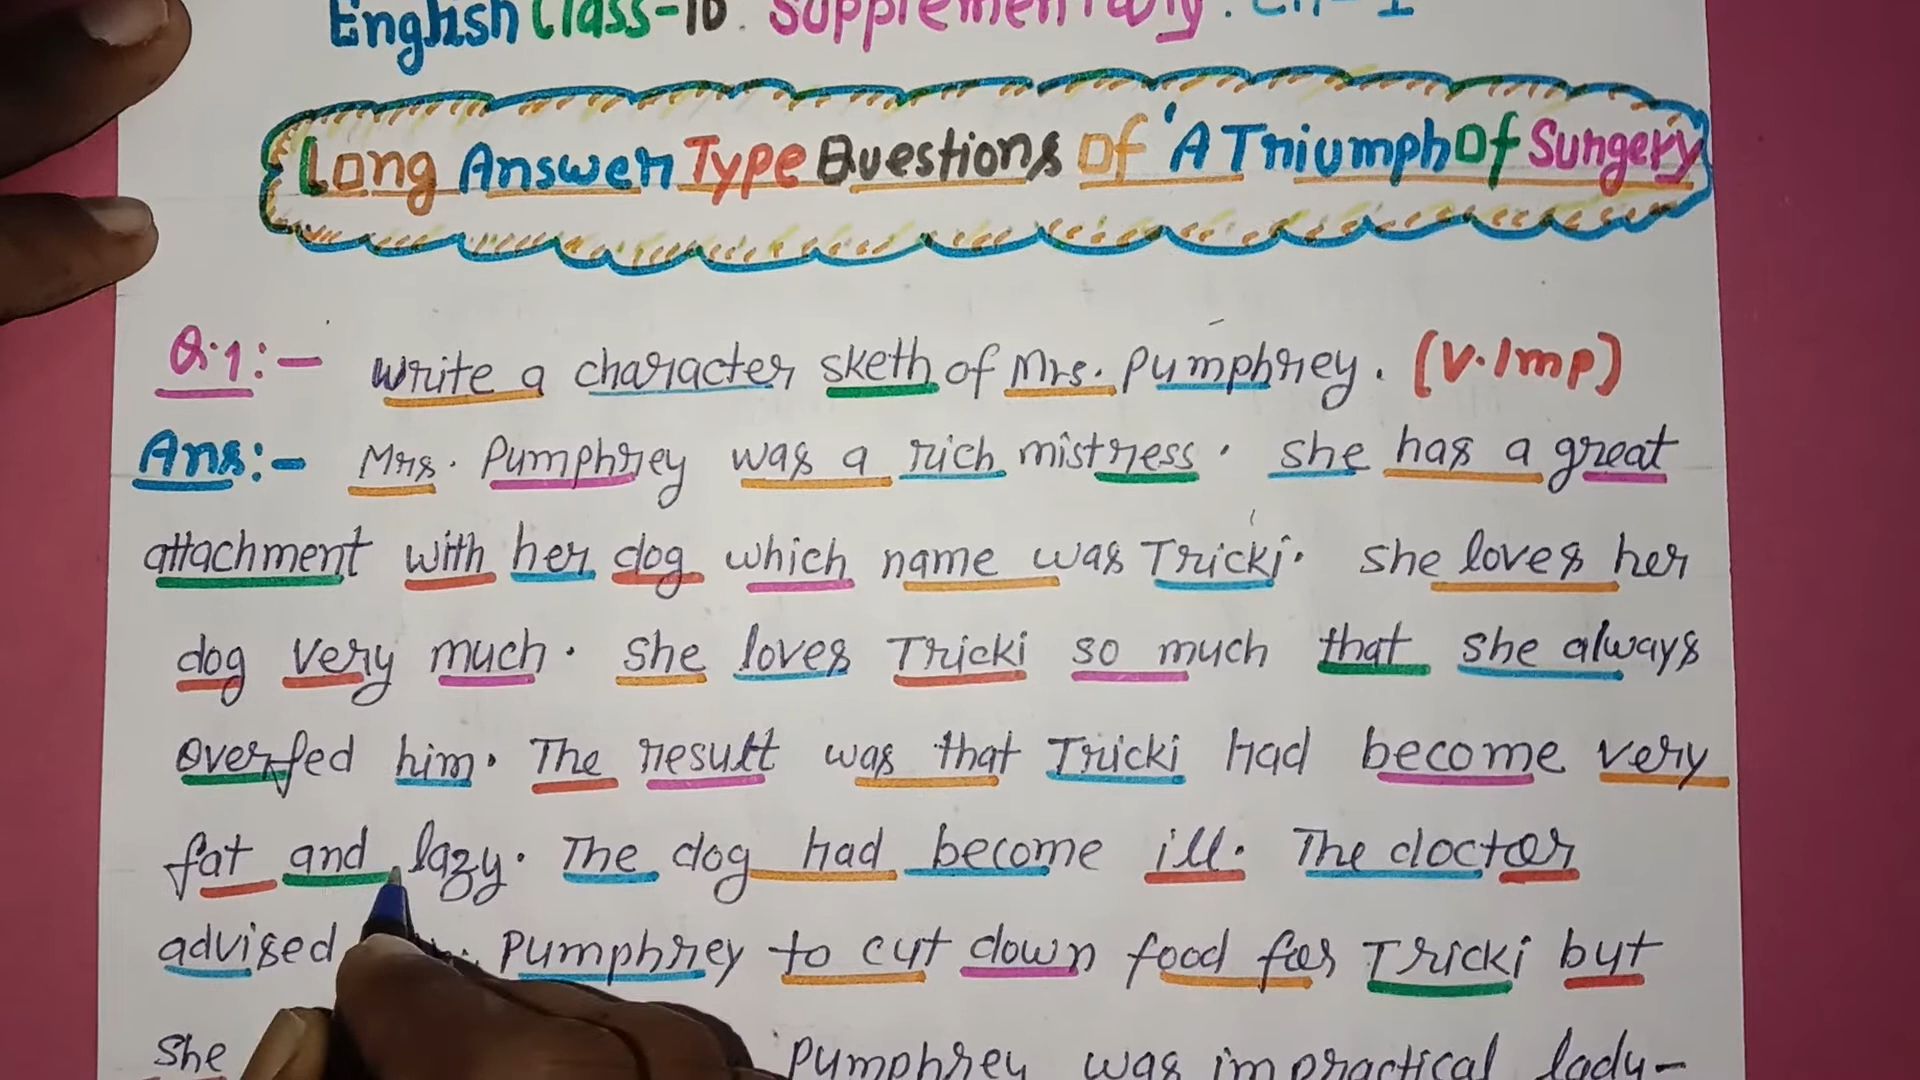 English Class-10. Supplementary. Ch-1
Long Answer Type Questions Of 'A Triumph Of Surgery
Q.1:- write a character sketh of Mrs. Pumphrey. (V.Imp)
Ans:- Mrs. Pumphrey was a rich mistress. She has a great
attachment with her dog which name was Tricki. She loves her
dog very much. She loves Tricki so much that she always
overfed him. The result was that Tricki had become very
fat and lazy. The dog had become ill. The doctor
advised Pumphrey to cut down food for Tricki but
She Pumphrey was impractical lady-